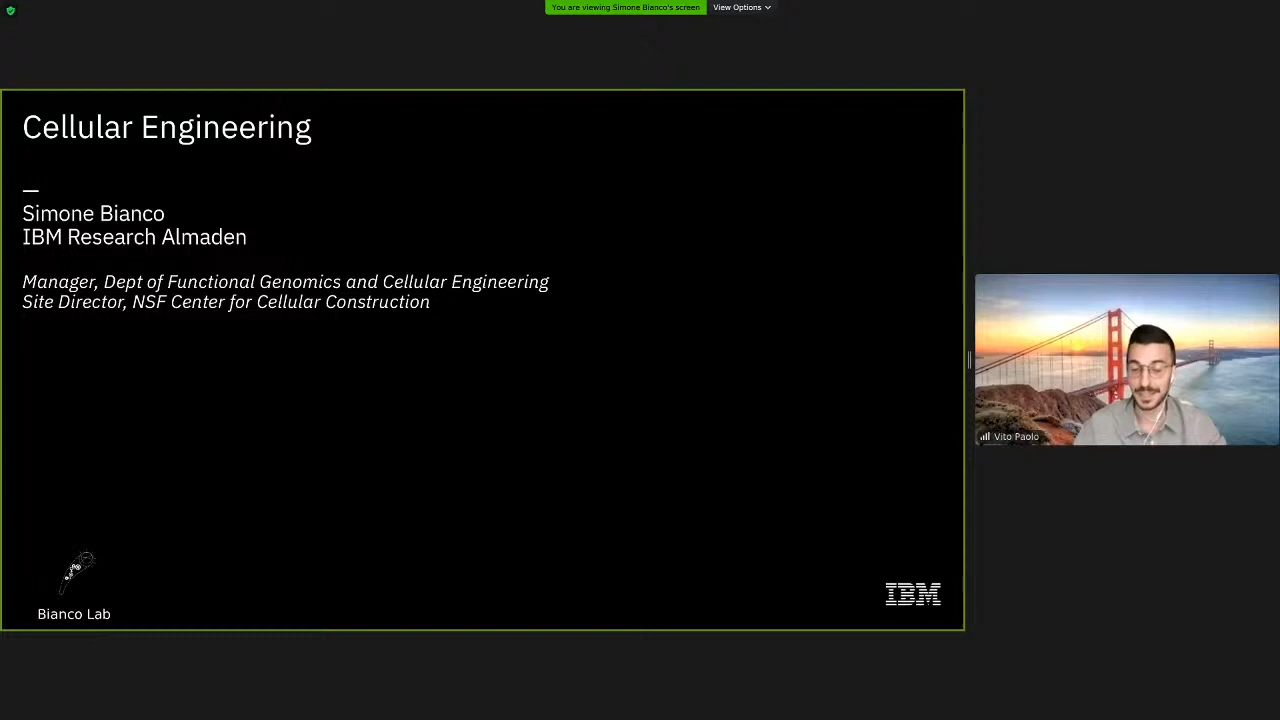 You are viewing Simone Bianco's screen
View Options
Cellular Engineering
—
Simone Bianco
IBM Research Almaden
Manager, Dept of Functional Genomics and Cellular Engineering
Site Director, NSF Center for Cellular Construction
Vito Paolo
Bianco Lab
IBM